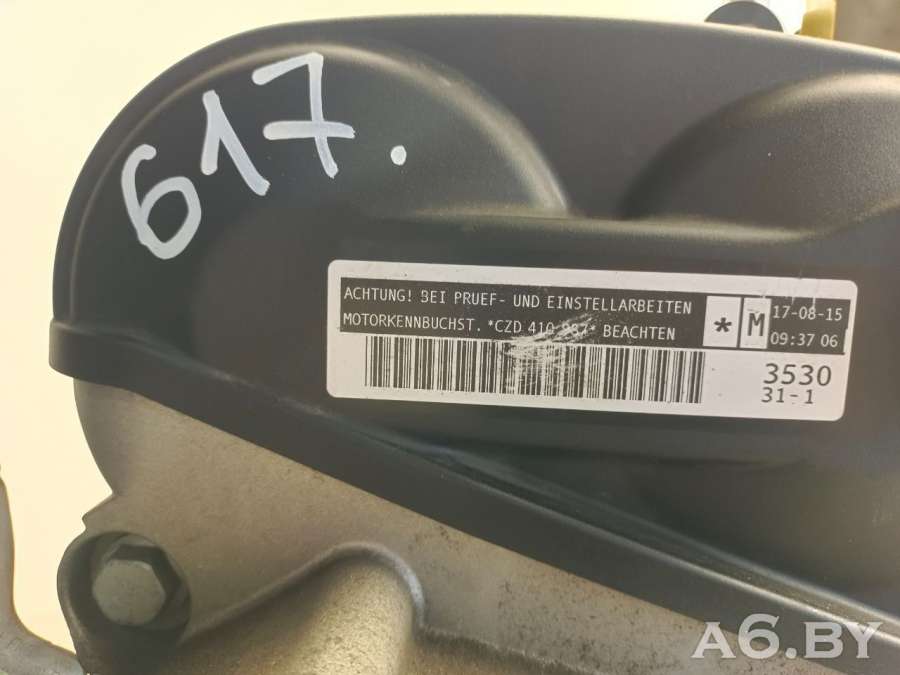 617.
ACHTUNG! BEI PRUEF- UND EINSTELLARBEITEN
MOTORKENNBUCHST. *CZD 410 987* BEACHTEN
* M
17-08-15
09:37 06
3530
31-1
A6.BY